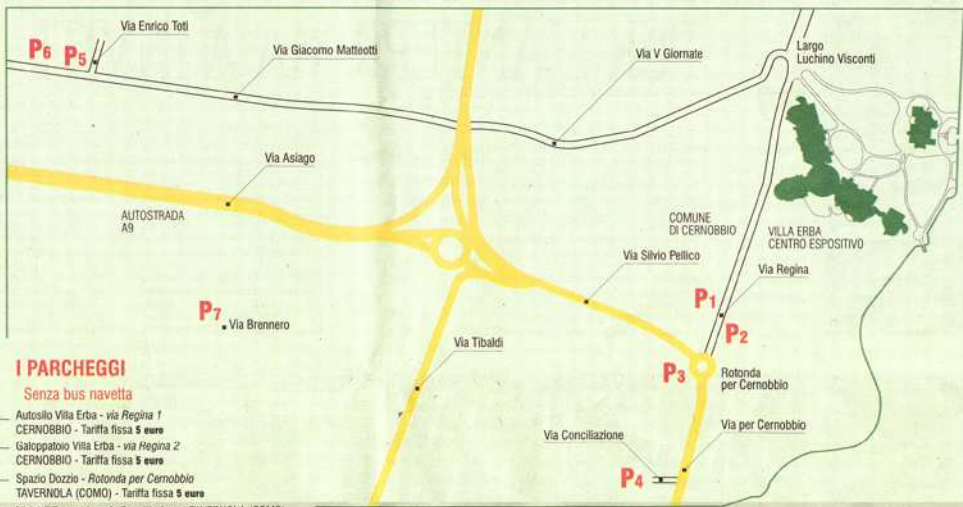 Via Enrico Toti
P6
P5
Via Giacomo Matteotti
Via V Giornate
Largo
Luchino Visconti
Via Asiago
AUTOSTRADA
A9
COMUNE
DI CERNOBBIO
VILLA ERBA
CENTRO ESPOSITIVO
Via Silvio Pellico
Via Regina
P1
P2
P7
Via Brennero
Via Tibaldi
P3
Rotonda
per Cernobbio
Via Conciliazione
Via per Cernobbio
P4
I PARCHEGGI
Senza bus navetta
Autosilo Villa Erba - via Regina 1
CERNOBBIO - Tariffa fissa 5 euro
Galoppatoio Villa Erba - via Regina 2
CERNOBBIO - Tariffa fissa 5 euro
Spazio Dozzio - Rotonda per Cernobbio
TAVERNOLA (COMO) - Tariffa fissa 5 euro